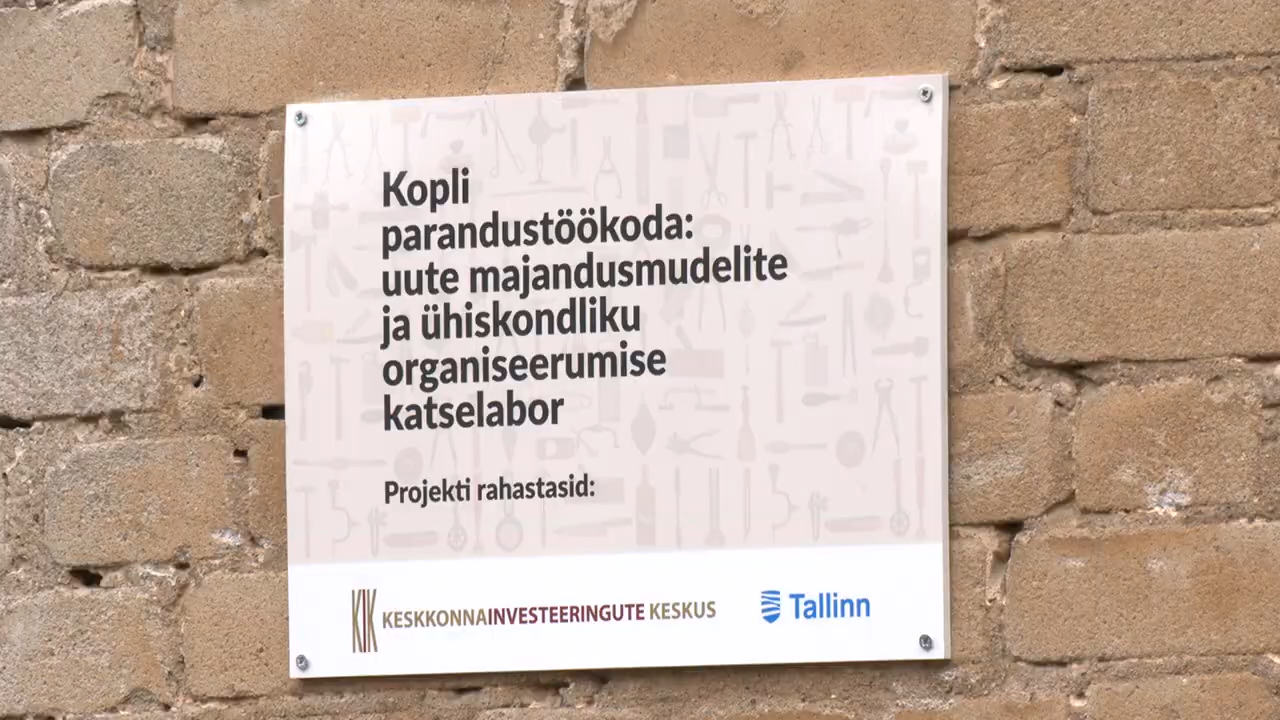 Kopli
parandustöökoda:
uute majandusmudelite
ja ühiskondliku
organiseerumise
katselabor
Projekti rahastasid:
KIK KESKKONNAINVESTEERINGUTE KESKUS
Tallinn